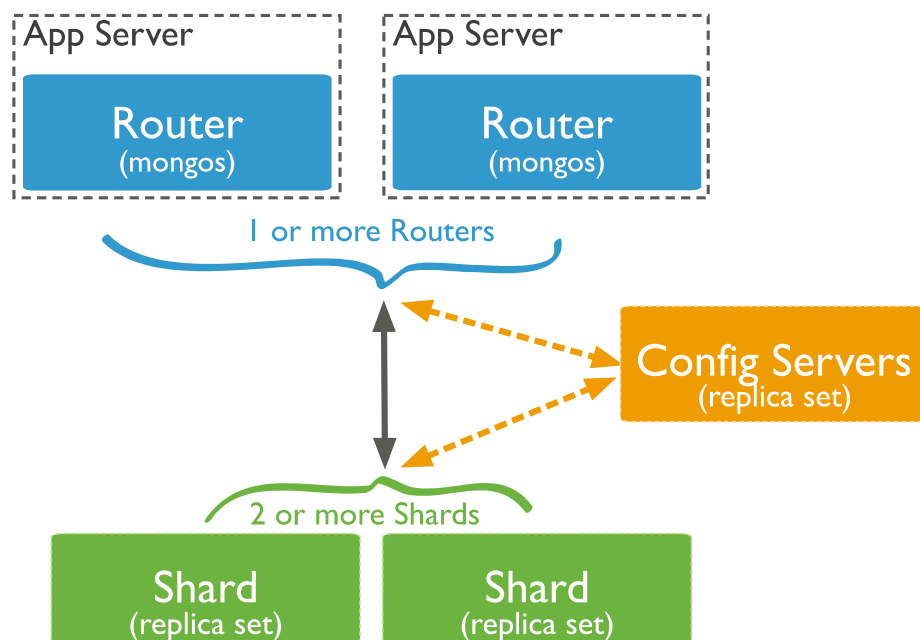 App Server
App Server
Router
(mongos)
Router
(mongos)
1 or more Routers
Config Servers
(replica set)
2 or more Shards
Shard
(replica set)
Shard
(replica set)